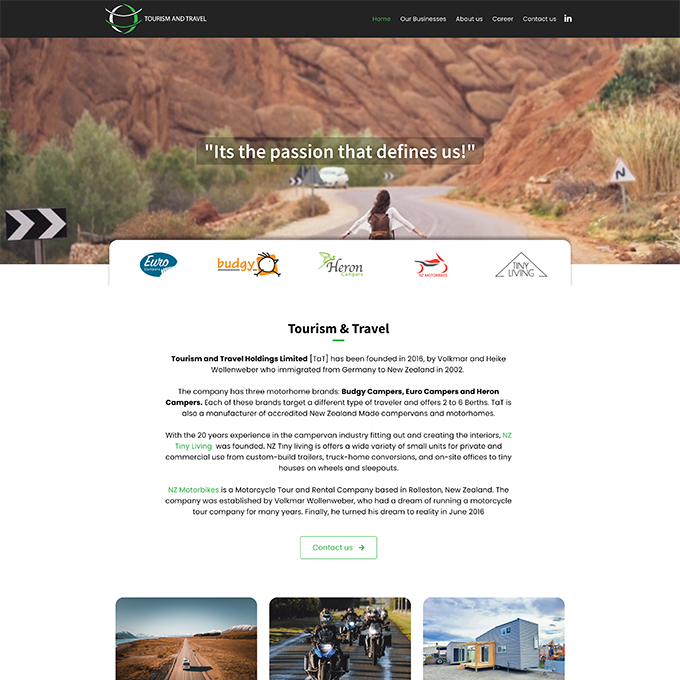 TOURISM AND TRAVEL
Home Our Businesses About us Career Contact us in
"Its the passion that defines us!"
Euro
Campers
budgy
Heron
Campers
NZ MOTORBIKES
TINY
LIVING
Tourism & Travel
Tourism and Travel Holdings Limited [TaT] has been founded in 2016, by Volkmar and Heike
Wollenweber who immigrated from Germany to New Zealand in 2002.
The company has three motorhome brands: Budgy Campers, Euro Campers and Heron
Campers. Each of these brands target a different type of traveler and offers 2 to 6 Berths. TaT is
also a manufacturer of accredited New Zealand Made campervans and motorhomes.
With the 20 years experience in the campervan industry fitting out and creating the interiors, NZ
Tiny Living was founded. NZ Tiny living is offers a wide variety of small units for private and
commercial use from custom-build trailers, truck-home conversions, and on-site offices to tiny
houses on wheels and sleepouts.
NZ Motorbikes is a Motorcycle Tour and Rental Company based in Rolleston, New Zealand. The
company was established by Volkmar Wollenweber, who had a dream of running a motorcycle
tour company for many years. Finally, he turned his dream to reality in June 2016
Contact us →